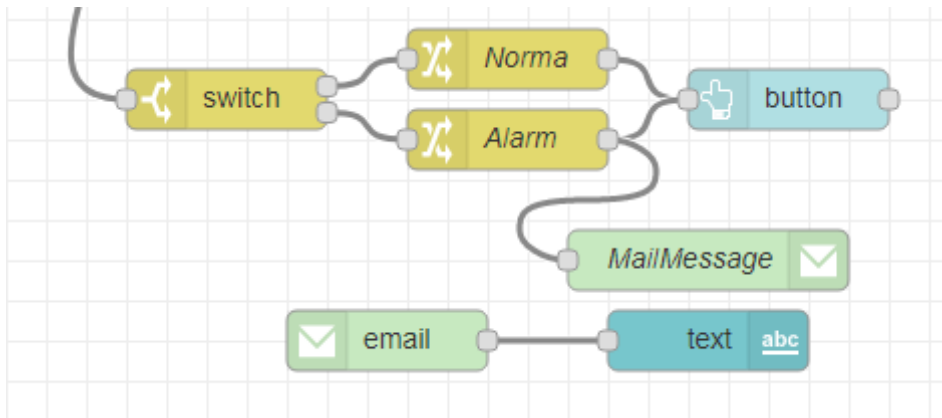 Norma
switch
button
Alarm
MailMessage
email
text
abc